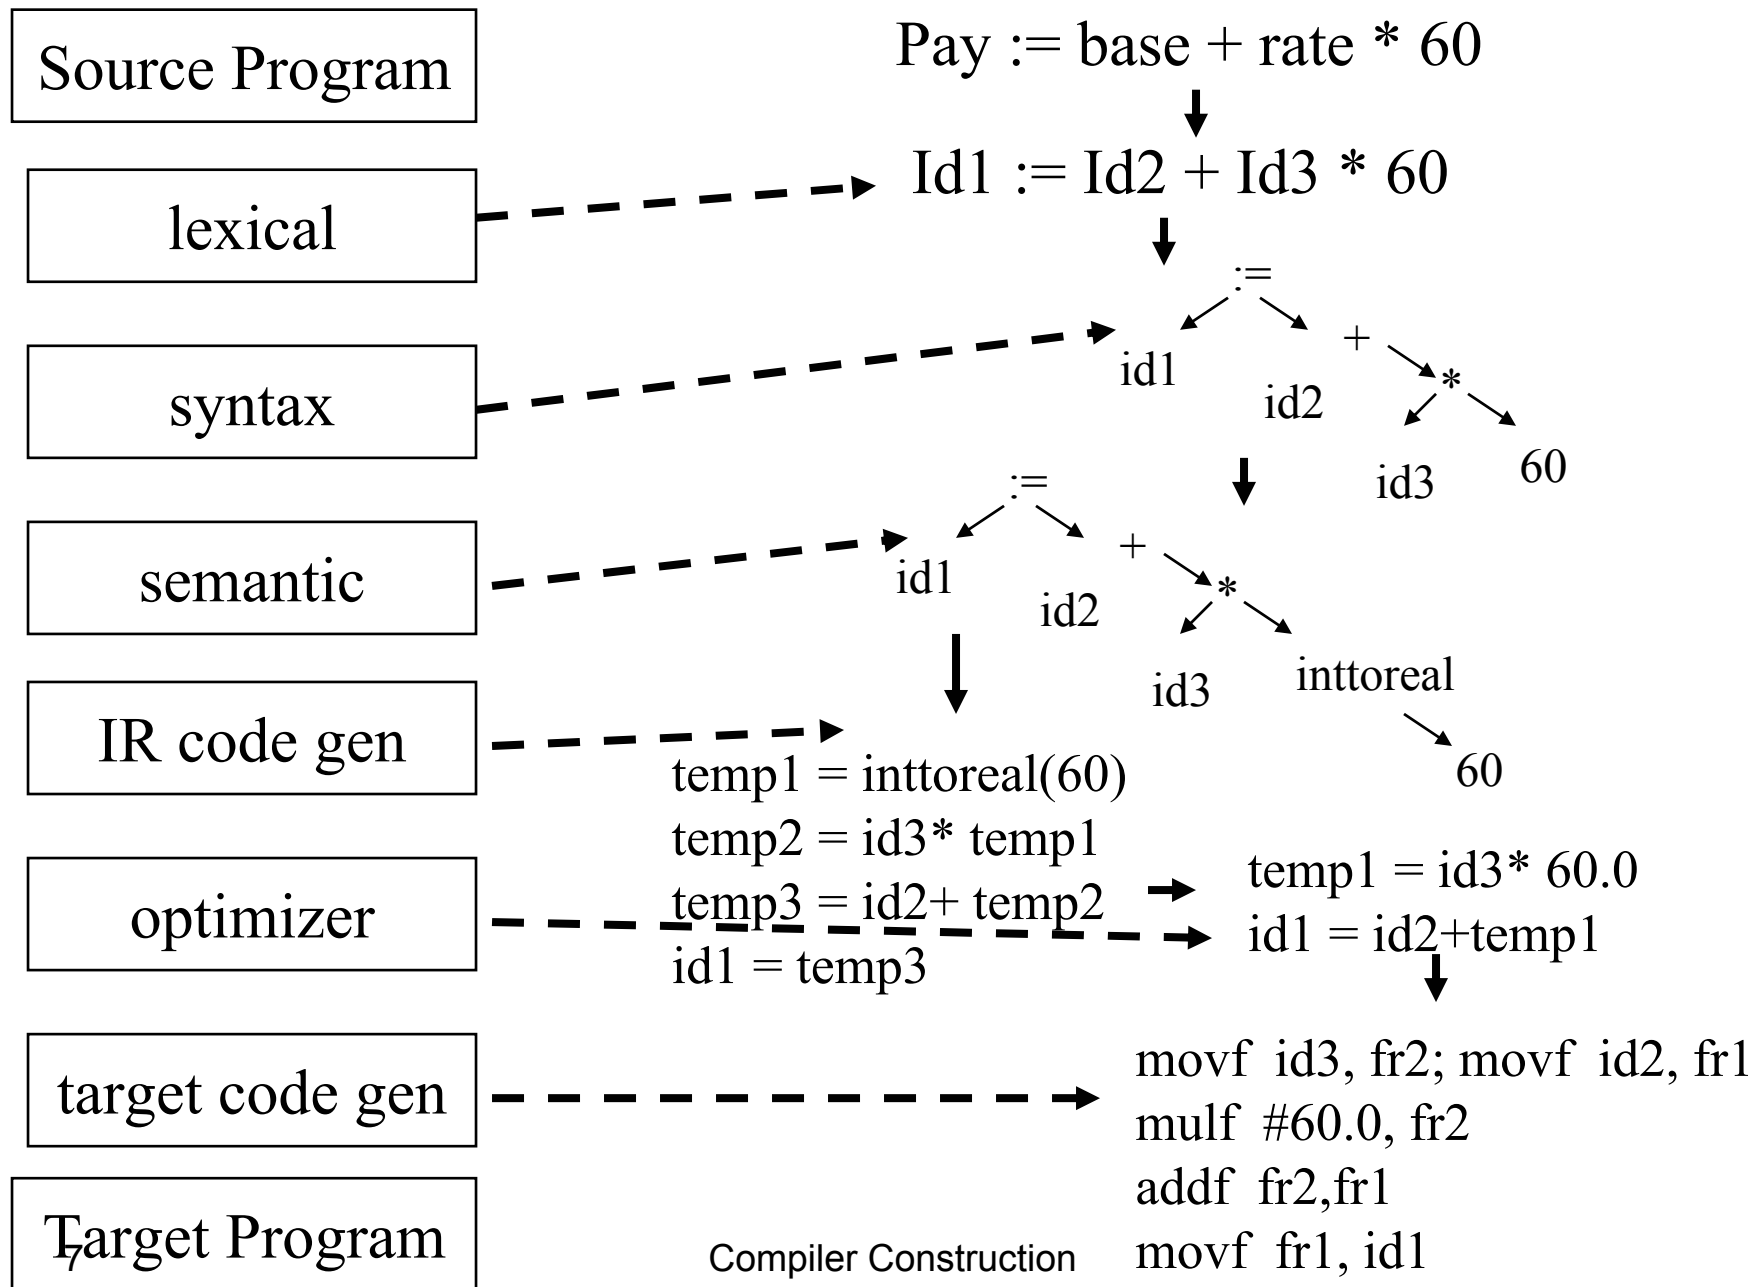 Source Program
Pay := base + rate * 60
lexical
Id1 := Id2 + Id3 * 60
syntax
:=
id1
+
id2
*
id3
60
semantic
:=
id1
+
id2
*
id3
inttoreal
60
IR code gen
temp1 = inttoreal(60)
temp2 = id3* temp1
temp3 = id2+ temp2
id1 = temp3
optimizer
temp1 = id3* 60.0
id1 = id2+temp1
target code gen
movf id3, fr2; movf id2, fr1
mulf #60.0, fr2
addf fr2,fr1
movf fr1, id1
Target Program
7
Compiler Construction